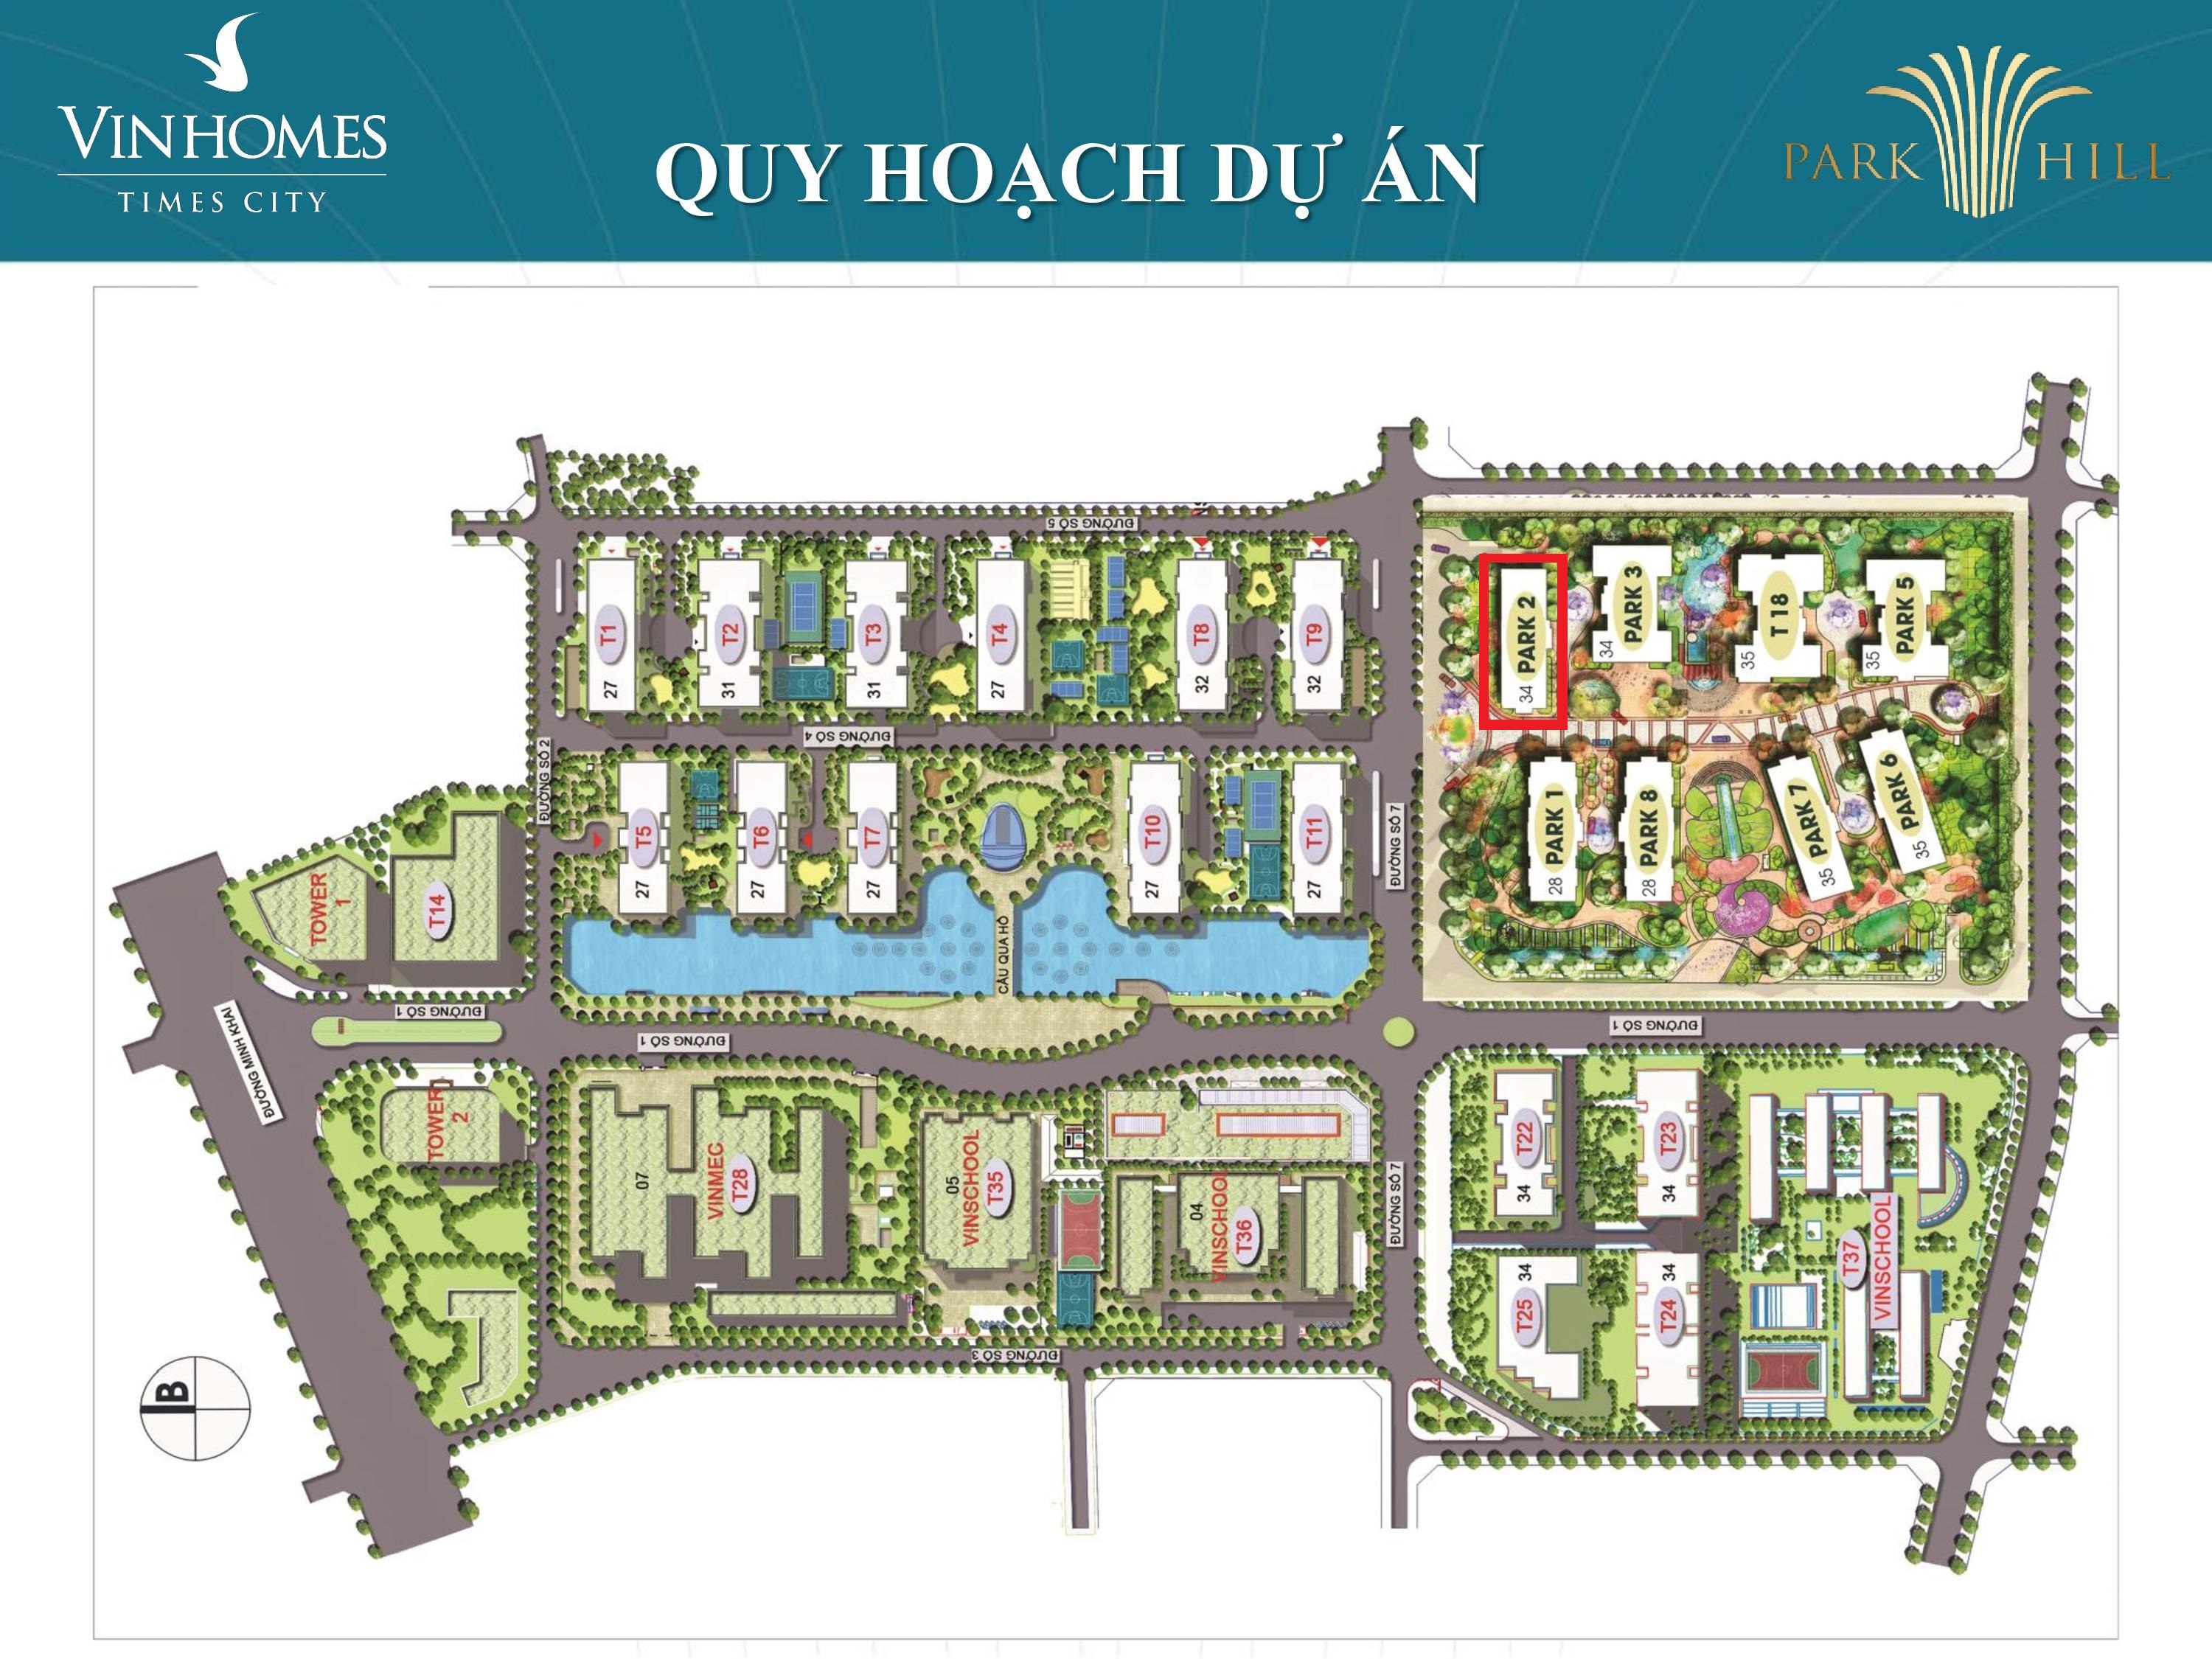 VINHOMES
TIMES CITY
QUY HOẠCH DỰ ÁN
PARK HILL
ĐƯỜNG SỐ 5
T1
27
T2
31
T3
31
T4
27
T8
32
T9
32
PARK 2
34
PARK 3
34
T 18
35
PARK 5
35
ĐƯỜNG SỐ 4
ĐƯỜNG SỐ 2
T5
27
T6
27
T7
27
T10
27
T11
27
ĐƯỜNG SỐ 7
PARK 1
28
PARK 8
28
PARK 7
35
PARK 6
35
TOWER
1
T14
CẦU QUA HỒ
ĐƯỜNG SỐ 1
ĐƯỜNG SỐ 1
ĐƯỜNG SỐ 1
ĐƯỜNG MINH KHAI
TOWER
2
07
VINMEC
T28
05
VINSCHOOL
T35
04
VINSCHOOL
T36
ĐƯỜNG SỐ 7
T22
34
T23
34
T25
34
T24
34
T37
VINSCHOOL
ĐƯỜNG SỐ 3
B